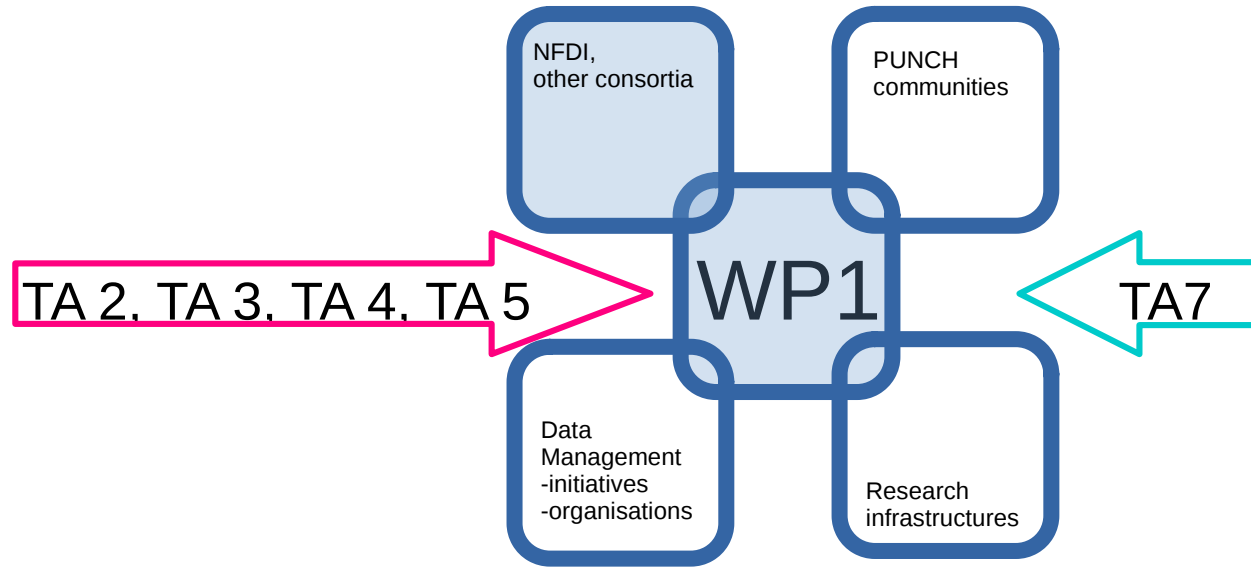 NFDI,
other consortia
PUNCH
communities
TA 2, TA 3, TA 4, TA 5
WP1
TA7
Data
Management
-initiatives
-organisations
Research
infrastructures